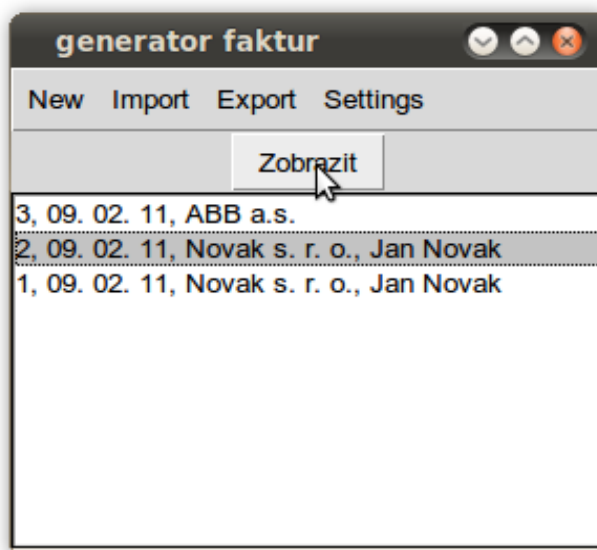 generator faktur
New Import Export Settings
Zobrazit
3, 09. 02. 11, ABB a.s.
2, 09. 02. 11, Novak s. r. o., Jan Novak
1, 09. 02. 11, Novak s. r. o., Jan Novak